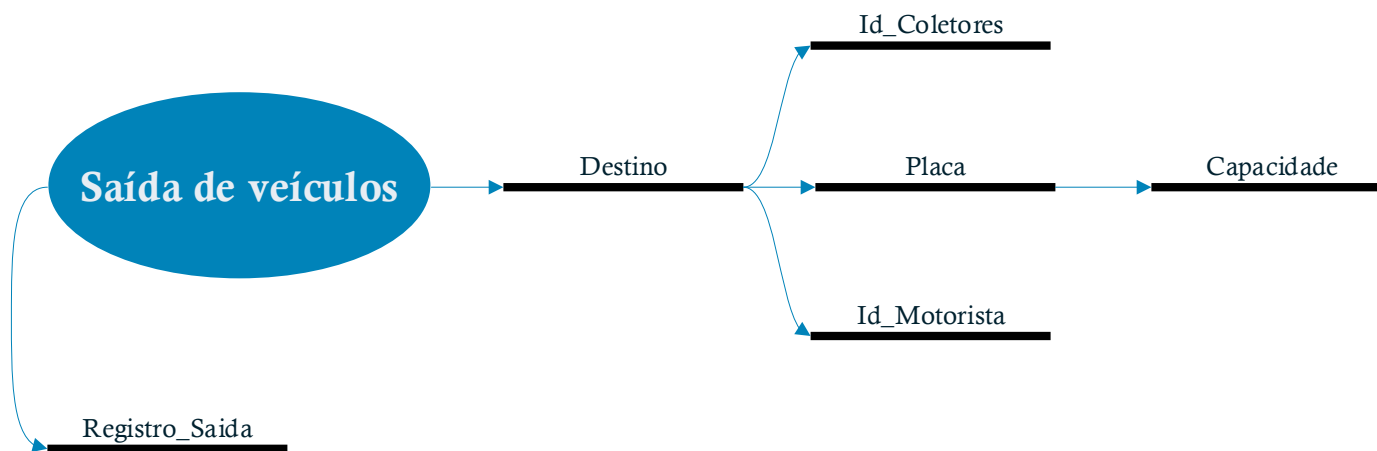 Id_Coletores
Saída de veículos
Destino
Placa
Capacidade
Id_Motorista
Registro_Saida